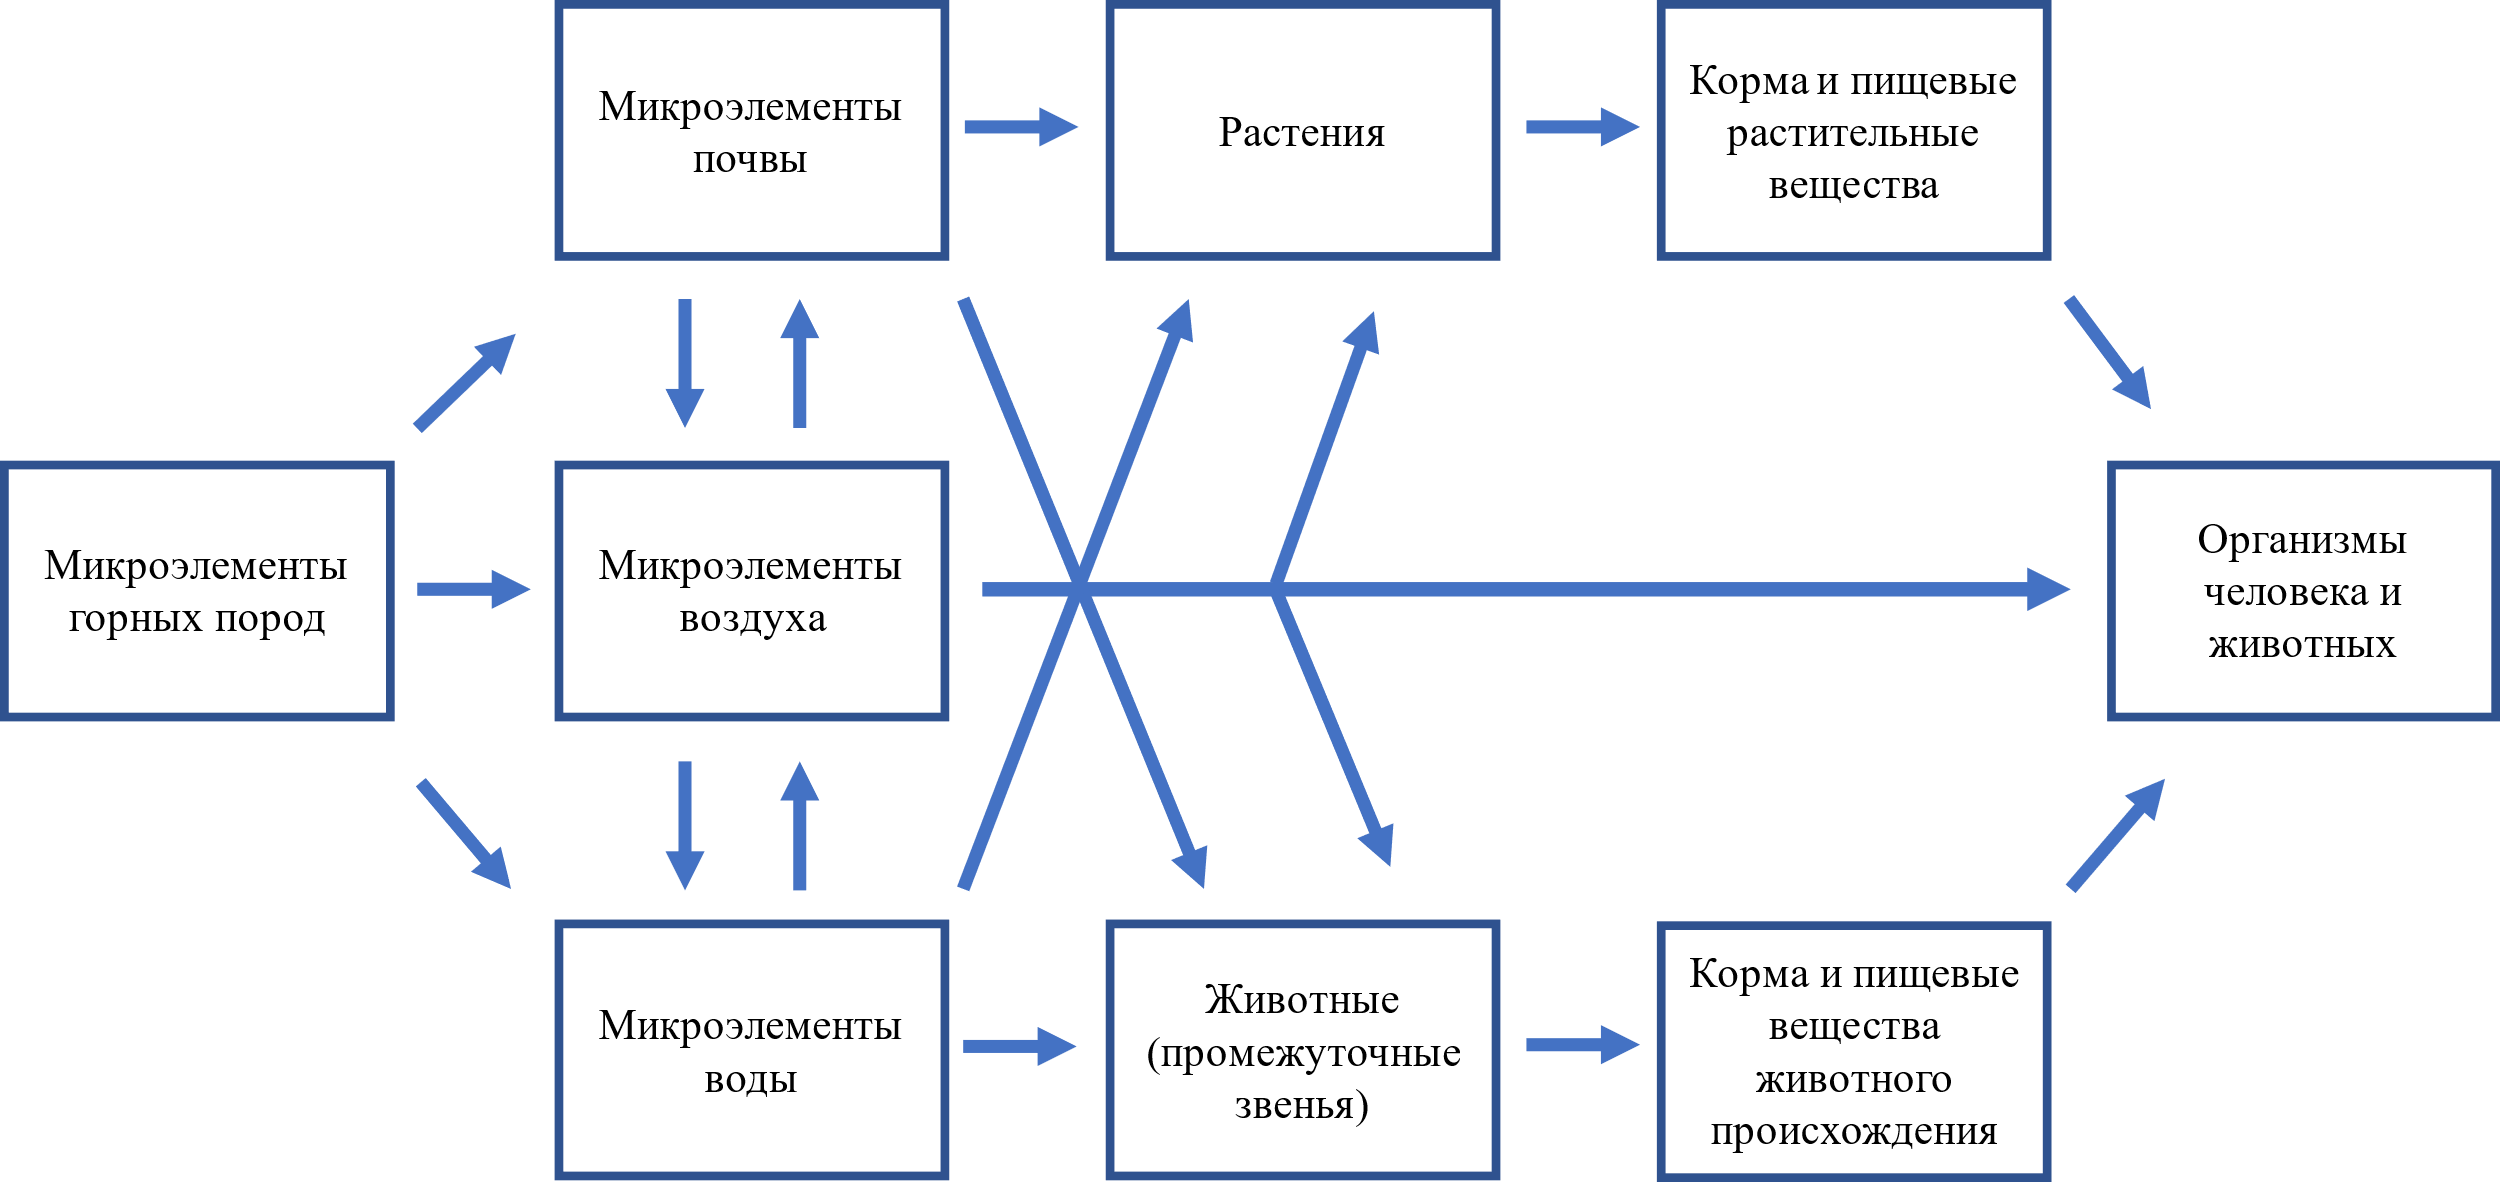 Микроэлементы
почвы
Растения
Корма и пищевые
растительные
вещества
Микроэлементы
горных пород
Микроэлементы
воздуха
Организмы
человека и
животных
Микроэлементы
воды
Животные
(промежуточные
звенья)
Корма и пищевые
вещества
животного
происхождения